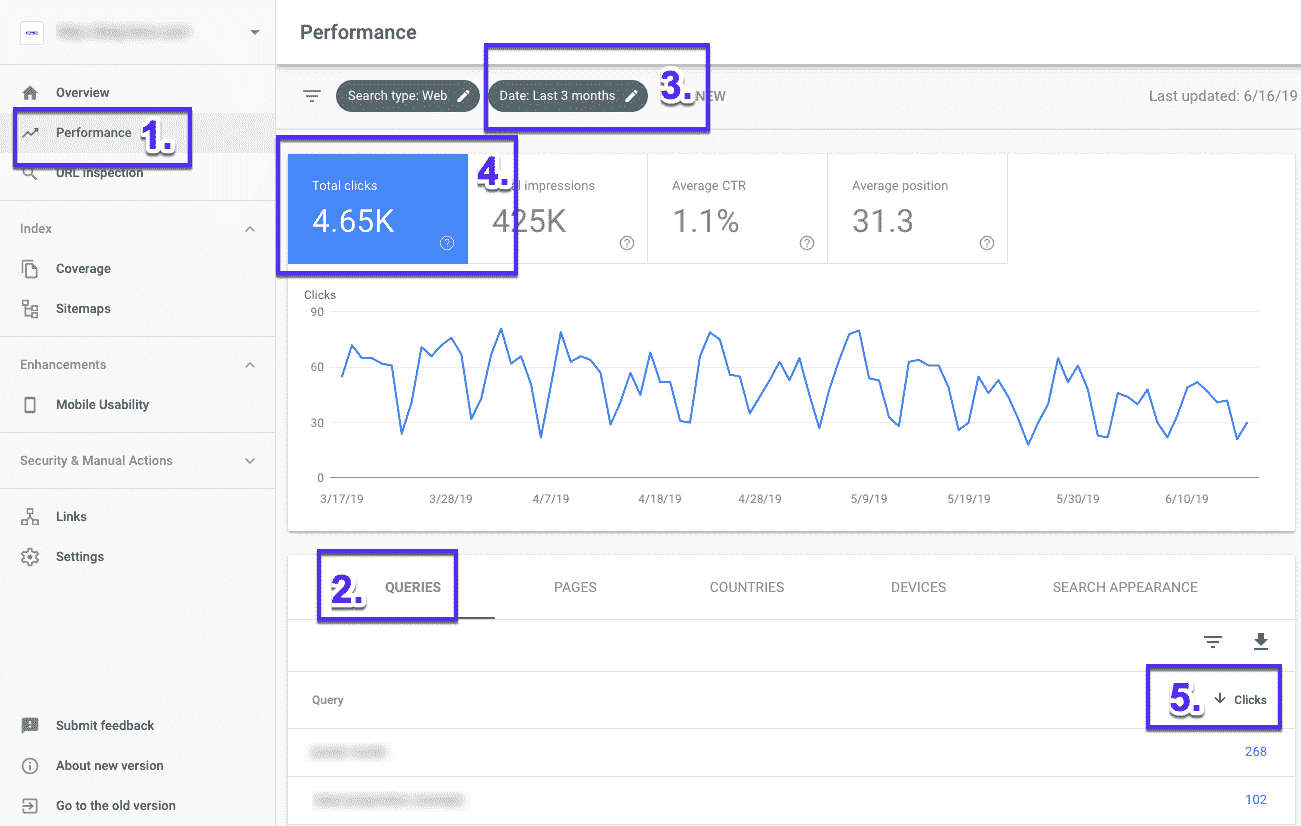 Performance
Overview
Performance 1.
URL Inspection
Index
Coverage
Sitemaps
Enhancements
Mobile Usability
Security & Manual Actions
Links
Settings
Submit feedback
About new version
Go to the old version
Search type: Web
Date: Last 3 months
3.
NEW
Last updated: 6/16/19
Total clicks
4.65K
4.
impressions
425K
Average CTR
1.1%
Average position
31.3
Clicks
90
60
30
0
3/17/19 3/28/19 4/7/19 4/18/19 4/28/19 5/9/19 5/19/19 5/30/19 6/10/19
2. QUERIES PAGES COUNTRIES DEVICES SEARCH APPEARANCE
Query 5. Clicks
268
102